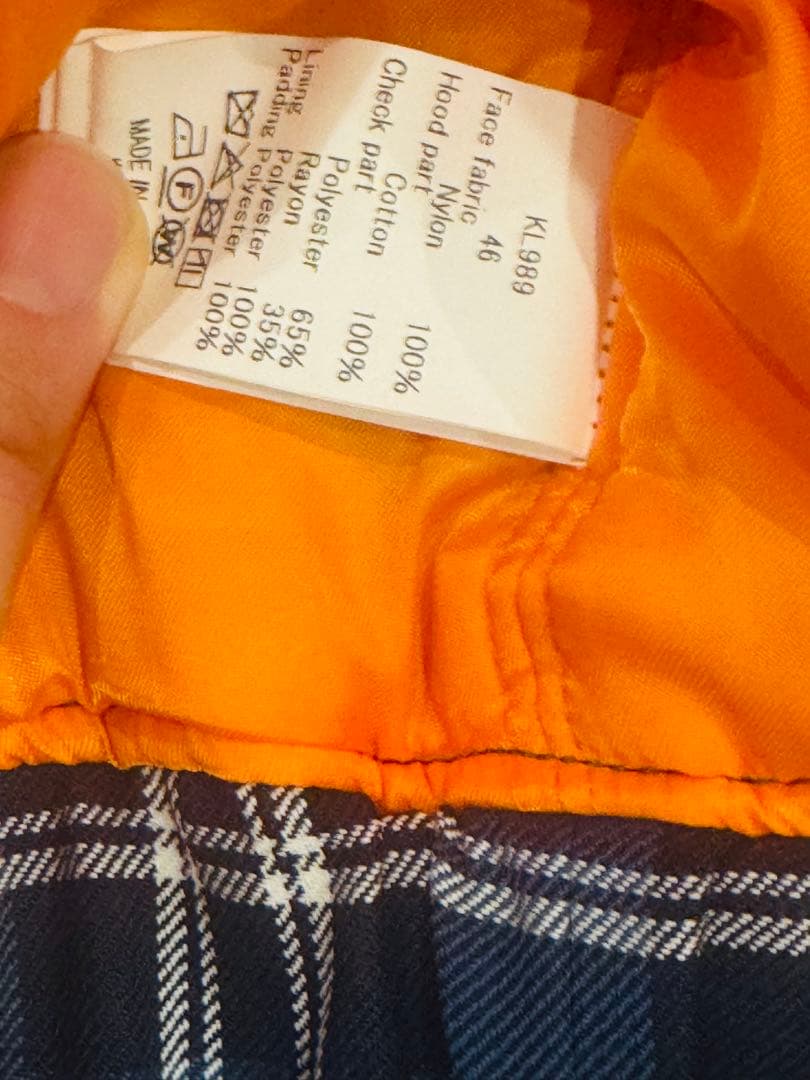 KL989
46
Face fabric
Nylon 100%
Hood part
Cotton 100%
Check part
Polyester 65%
Rayon 35%
Lining Polyester 100%
Padding Polyester 100%
F W
MADE IN